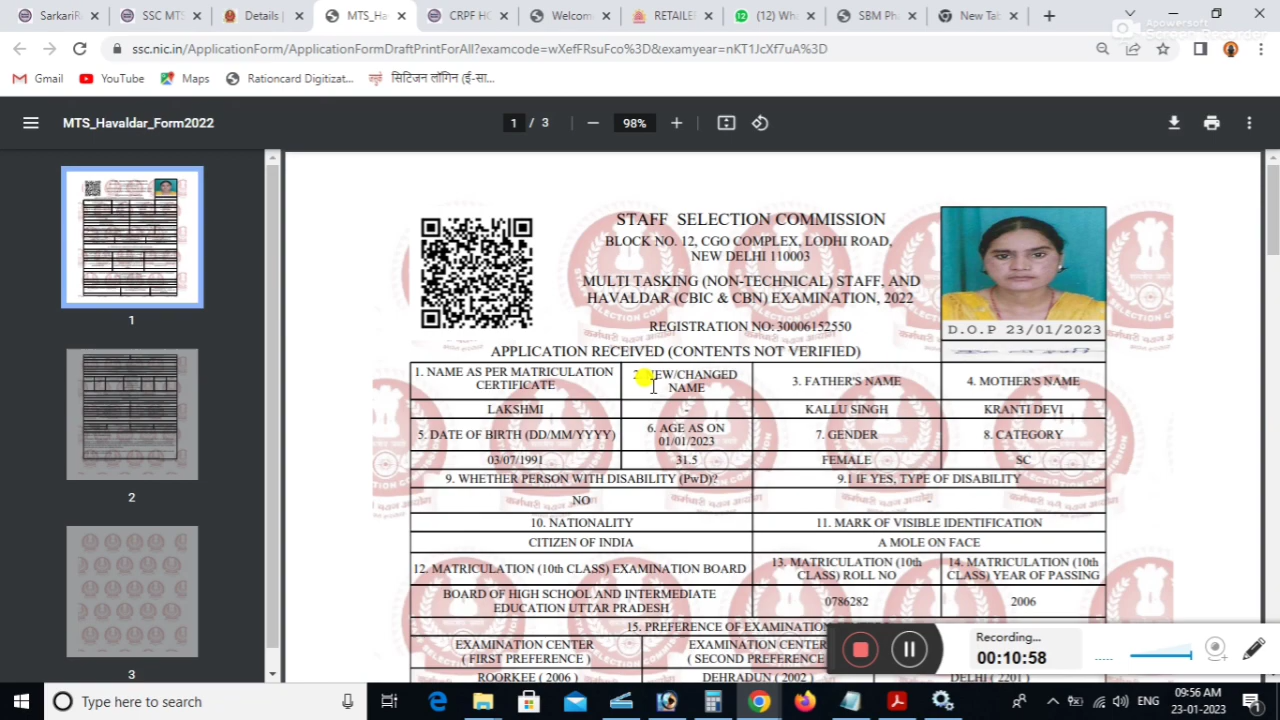 SarkariR
SSC MTS
Details |
MTS_Ha
CRPF HC
Welcom
RETAILE
(12) Wh
SBM Ph
New Tab
Apowersoft
Screen Recorder
ssc.nic.in/ApplicationForm/ApplicationFormDraftPrintForAll?examcode=wXefFRsuFco%3D&examyear=nKT1JcXf7uA%3D
Gmail
YouTube
Maps
Rationcard Digitizat...
सिटिजन लॉगिन (ई-सा...
MTS_Havaldar_Form2022
1 / 3
98%
STAFF SELECTION COMMISSION
BLOCK NO. 12, CGO COMPLEX, LODHI ROAD,
NEW DELHI 110003
MULTI TASKING (NON-TECHNICAL) STAFF, AND
HAVALDAR (CBIC & CBN) EXAMINATION, 2022
REGISTRATION NO: 30006152550
D.O.P 23/01/2023
APPLICATION RECEIVED (CONTENTS NOT VERIFIED)
1. NAME AS PER MATRICULATION
CERTIFICATE
2. NEW/CHANGED
NAME
3. FATHER'S NAME
4. MOTHER'S NAME
LAKSHMI
-
KALLU SINGH
KRANTI DEVI
5. DATE OF BIRTH (DD/MM/YYYY)
6. AGE AS ON
01/01/2023
7. GENDER
8. CATEGORY
03/07/1991
31.5
FEMALE
SC
9. WHETHER PERSON WITH DISABILITY (PwD)?
9.1 IF YES, TYPE OF DISABILITY
NO
-
10. NATIONALITY
11. MARK OF VISIBLE IDENTIFICATION
CITIZEN OF INDIA
A MOLE ON FACE
12. MATRICULATION (10th CLASS) EXAMINATION BOARD
13. MATRICULATION (10th
CLASS) ROLL NO
14. MATRICULATION (10th
CLASS) YEAR OF PASSING
BOARD OF HIGH SCHOOL AND INTERMEDIATE
EDUCATION UTTAR PRADESH
0786282
2006
15. PREFERENCE OF EXAMINATION
EXAMINATION CENTER
( FIRST PREFERENCE )
EXAMINATION CENTER
( SECOND PREFERENCE
ROORKEE ( 2006 )
DEHRADUN ( 2002 )
DELHI ( 2201 )
1
2
3
Recording...
00:10:58
Type here to search
ENG
09:56 AM
23-01-2023
1